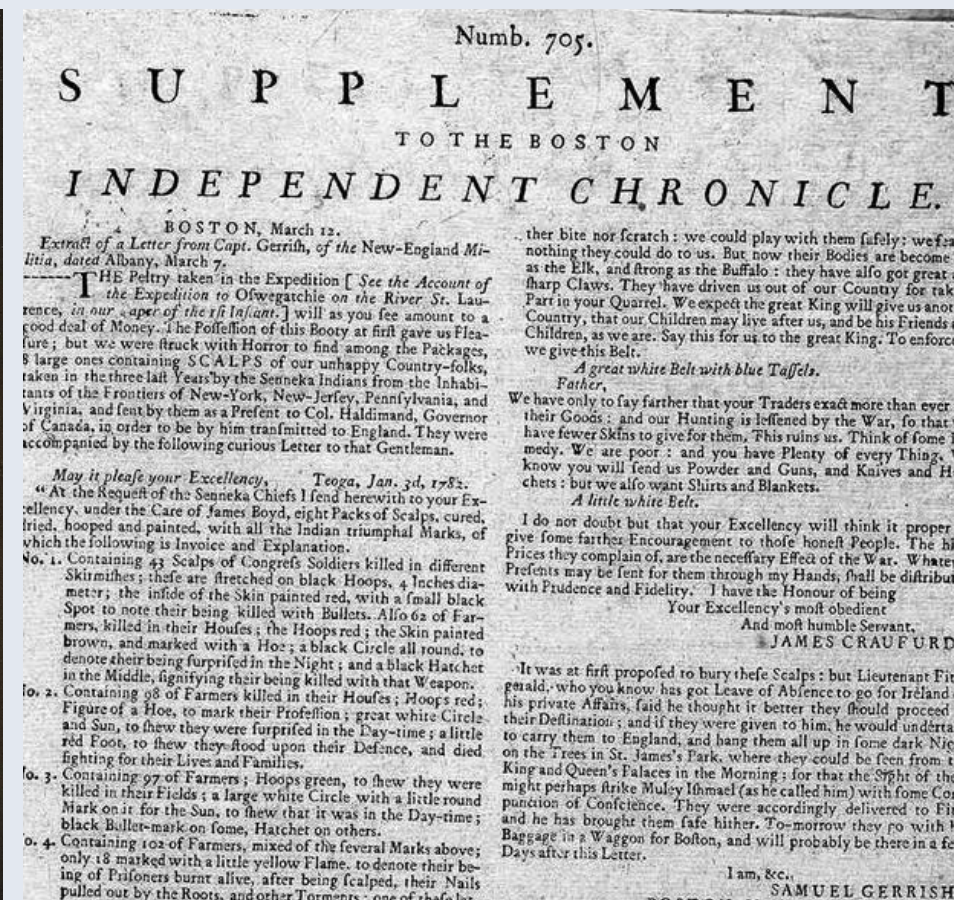 Numb. 705.
SUPPLEMENT
TO THE BOSTON
INDEPENDENT CHRONICLE.
BOSTON, March 12.
Extract of a Letter from Capt. Gerriſh, of the New-England Mi-
litia, dated Albany, March 7.
THE Peltry taken in the Expedition [ See the Account of
the Expedition to Oſwegatchie on the River St. Lau-
rence, in our aper of the rſt Inſant. ] will as you ſee amount to a
good deal of Money. The Poſſeſſion of this Booty at firſt gave us Plea-
ſure; but we were ſtruck with Horror to find among the Packages,
8 large ones containing SCALPS of our unhappy Country-folks,
taken in the three laſt Years by the Senneka Indians from the Inhabi-
tants of the Frontiers of New-York, New-Jerſey, Pennſylvania, and
Virginia, and ſent by them as a Preſent to Col. Haldimand, Governor
of Canada, in order to be by him tranſmitted to England. They were
accompanied by the following curious Letter to that Gentleman.
May it pleaſe your Excellency, Teoga, Jan. 3d, 1782.
"At the Requeſt of the Senneka Chiefs I ſend herewith to your Ex-
cellency, under the Care of James Boyd, eight Packs of Scalps, cured,
dried, hooped and painted, with all the Indian triumphal Marks, of
which the following is Invoice and Explanation.
No. 1. Containing 43 Scalps of Congreſs Soldiers killed in different
Skirmiſhes; theſe are ſtretched on black Hoops, 4 Inches dia-
meter; the inſide of the Skin painted red, with a ſmall black
Spot to note their being killed with Bullets. Alſo 62 of Far-
mers, killed in their Houſes; the Hoops red; the Skin painted
brown, and marked with a Hoe; a black Circle all round, to
denote their being ſurpriſed in the Night; and a black Hatchet
in the Middle, ſignifying their being killed with that Weapon.
No. 2. Containing 98 of Farmers killed in their Houſes; Hoops red;
Figure of a Hoe, to mark their Profeſſion; great white Circle
and Sun, to ſhew they were ſurpriſed in the Day-time; a little
red Foot, to ſhew they ſtood upon their Defence, and died
fighting for their Lives and Families.
No. 3. Containing 97 of Farmers; Hoops green, to ſhew they were
killed in their Fields; a large white Circle with a little round
Mark on it for the Sun, to ſhew that it was in the Day-time;
black Bullet-mark on ſome, Hatchet on others.
No. 4. Containing 102 of Farmers, mixed of the ſeveral Marks above;
only 18 marked with a little yellow Flame, to denote their be-
ing of Priſoners burnt alive, after being ſcalped, their Nails
pulled out by the Roots, and other Torments: one of theſe
ther bite nor ſcratch: we could play with them ſafely: we fea
nothing they could do to us. But now their Bodies are become
as the Elk, and ſtrong as the Buffalo: they have alſo got great
ſharp Claws. They have driven us out of our Country for tak
Part in your Quarrel. We expect the great King will give us anot
Country, that our Children may live after us, and be his Friends
Children, as we are. Say this for us to the great King. To enforce
we give this Belt.
A great white Belt with blue Taſſels.
Father,
We have only to ſay farther that your Traders exact more than ever
their Goods: and our Hunting is leſſened by the War, ſo that
have fewer Skins to give for them. This ruins us. Think of ſome
medy. We are poor: and you have Plenty of every Thing.
know you will ſend us Powder and Guns, and Knives and H
chets: but we alſo want Shirts and Blankets.
A little white Belt.
I do not doubt but that your Excellency will think it proper
give ſome farther Encouragement to thoſe honeſt People. The hi
Prices they complain of, are the neceſſary Effect of the War. Whatev
Preſents may be ſent for them through my Hands, ſhall be diſtribut
with Prudence and Fidelity. I have the Honour of being
Your Excellency's moſt obedient
And moſt humble Servant,
JAMES CRAUFURD
It was at firſt propoſed to bury theſe Scalps: but Lieutenant Fit
gerald, who you know has got Leave of Abſence to go for Ireland
his private Affairs, ſaid he thought it better they ſhould proceed
their Deſtination; and if they were given to him, he would underta
to carry them to England, and hang them all up in ſome dark Nig
on the Trees in St. James's Park, where they could be ſeen from t
King and Queen's Palaces in the Morning; for that the Sight of the
might perhaps ſtrike Muley Iſhmael (as he called him) with ſome Co
punction of Conſcience. They were accordingly delivered to Fi
and he has brought them ſafe hither. To-morrow they go with h
Baggage in a Waggon for Boſton, and will probably be there in a fe
Days after this Letter.
I am, &c.,
SAMUEL GERRISH